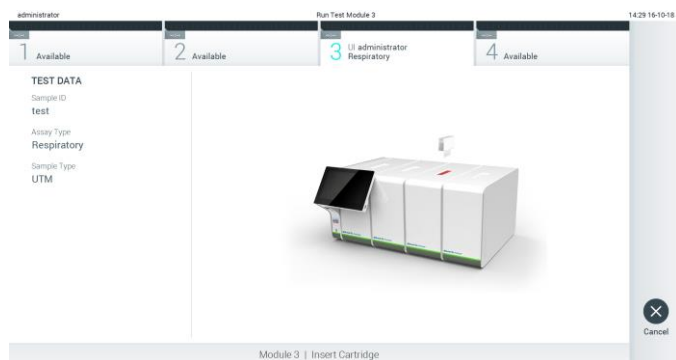 administrator
Run Test Module 3
14:29 16-10-18
1 Available
2 Available
3 UI administrator
Respiratory
4 Available
TEST DATA
Sample ID
test
Assay Type
Respiratory
Sample Type
UTM
Cancel
Module 3 | Insert Cartridge